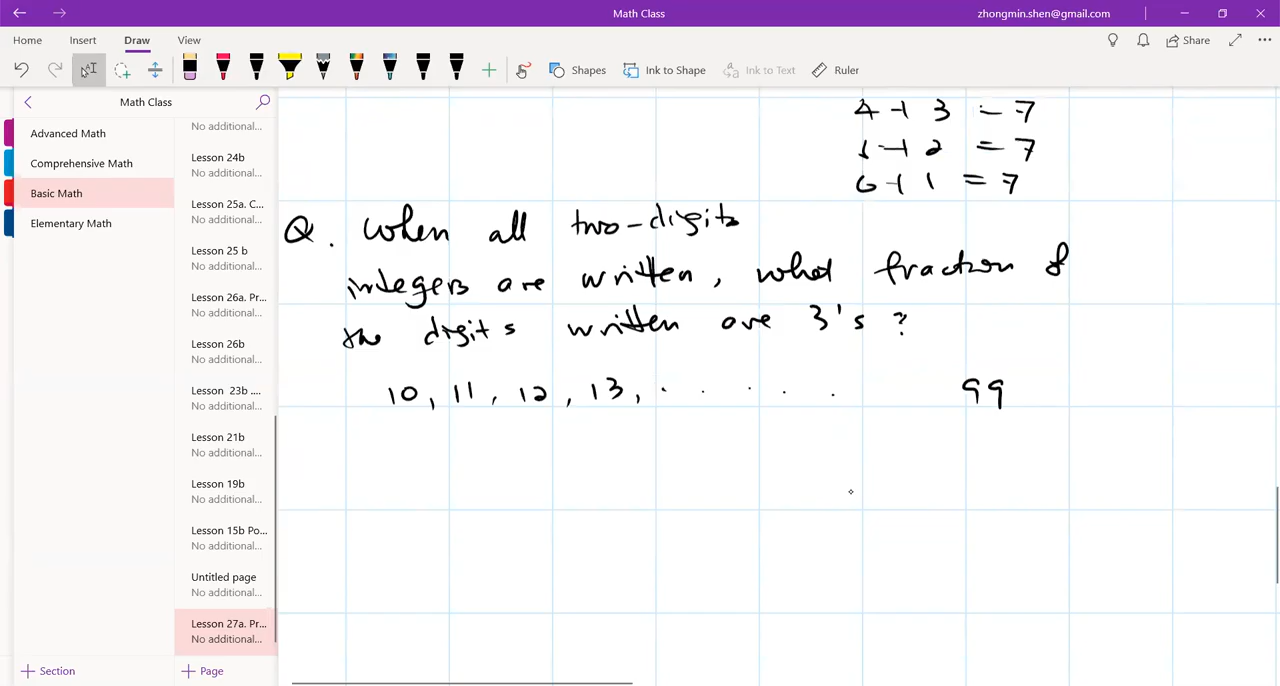 Math Class
zhongmin.shen@gmail.com
Home
Insert
Draw
View
Share
Shapes
Ink to Shape
Ink to Text
Ruler
Math Class
Advanced Math
Comprehensive Math
Basic Math
Elementary Math
No additional...
Lesson 24b
No additional...
Lesson 25a. C...
No additional...
Lesson 25 b
No additional...
Lesson 26a. Pr...
No additional...
Lesson 26b
No additional...
Lesson 23b ....
No additional...
Lesson 21b
No additional...
Lesson 19b
No additional...
Lesson 15b Po...
No additional...
Untitled page
No additional...
Lesson 27a. Pr...
No additional...
Section
Page
4 + 3 = 7
5 + 2 = 7
6 + 1 = 7
Q. When all two-digits
integers are written, what fraction of
the digits written are 3's ?
10, 11, 12, 13, . . . . . 99